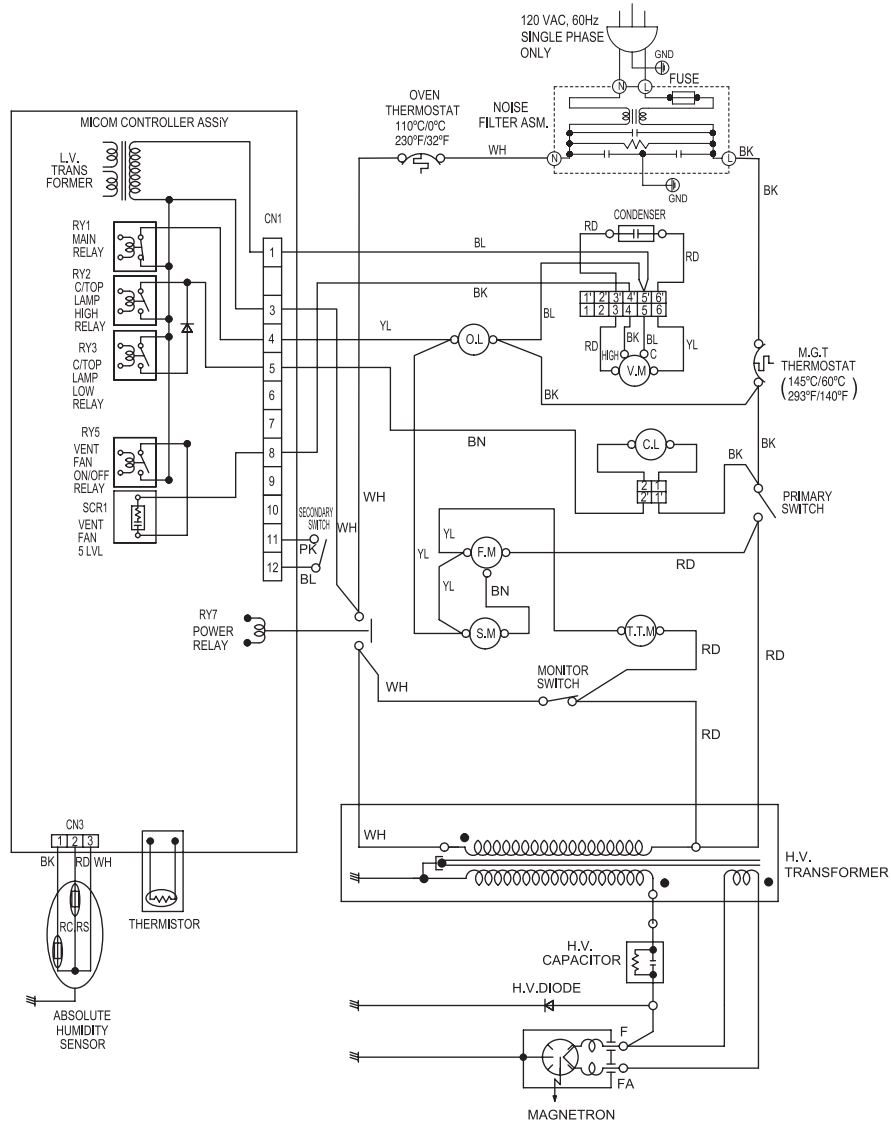 120 VAC, 60Hz
SINGLE PHASE
ONLY
GND
N
L
FUSE
OVEN
THERMOSTAT
110°C/0°C
230°F/32°F
NOISE
FILTER ASM.
WH
N
L
BK
GND
BK
MICOM CONTROLLER ASSIY
L.V.
TRANS
FORMER
CN1
RY1
MAIN
RELAY
RY2
C/TOP
LAMP
HIGH
RELAY
RY3
C/TOP
LAMP
LOW
RELAY
RY5
VENT
FAN
ON/OFF
RELAY
SCR1
VENT
FAN
5 LVL
1
3
4
5
6
7
8
9
10
11
12
SECONDARY
SWITCH
PK
BL
WH
WH
BL
BK
YL
BN
CONDENSER
RD
RD
1' 2' 3' 4' 5' 6'
1 2 3 4 5 6
BL
RD
BK
BL
YL
HIGH
C
V.M
O.L
BK
M.G.T
THERMOSTAT
(145°C/60°C
293°F/140°F)
BK
C.L
BK
2 1
2' 1'
PRIMARY
SWITCH
YL
YL
F.M
RD
YL
BN
S.M
RY7
POWER
RELAY
T.T.M
RD
RD
MONITOR
SWITCH
WH
RD
CN3
1 2 3
BK RD WH
RC RS
THERMISTOR
ABSOLUTE
HUMIDITY
SENSOR
WH
H.V.
TRANSFORMER
H.V.
CAPACITOR
H.V.DIODE
F
FA
MAGNETRON